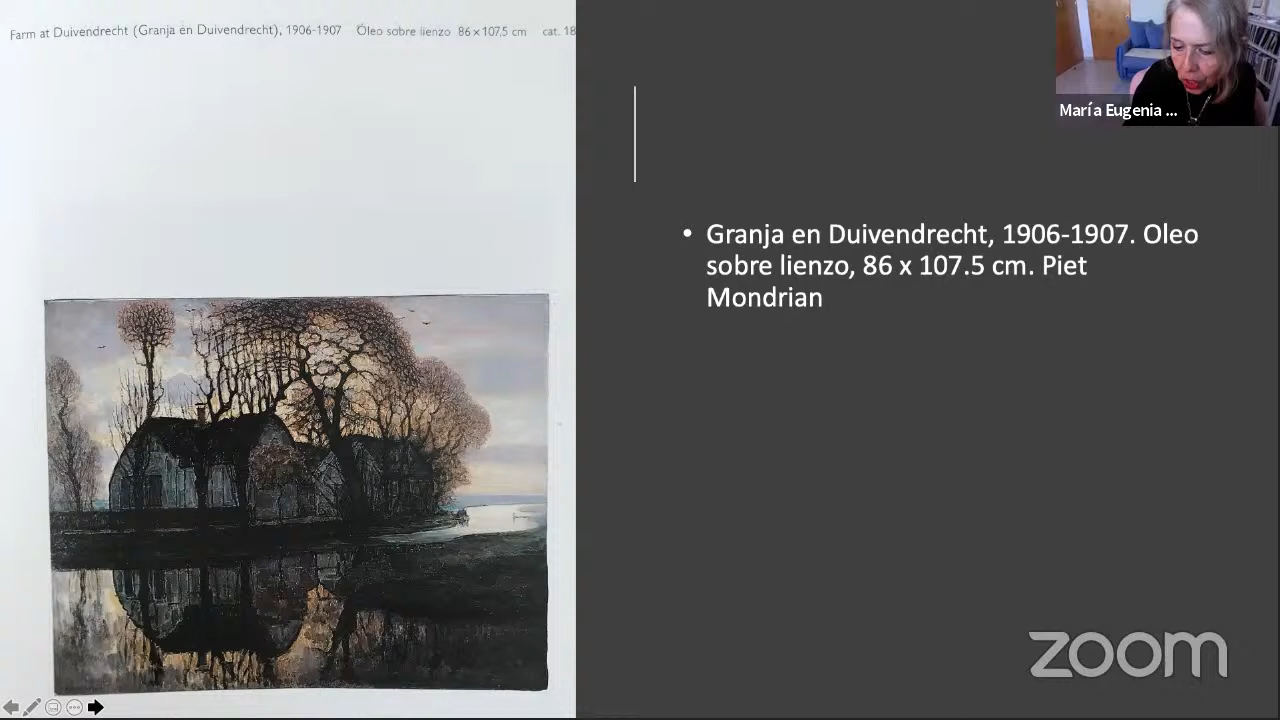 Farm at Duivendrecht (Granja en Duivendrecht), 1906-1907 Óleo sobre lienzo 86 x 107,5 cm cat. 18
María Eugenia ...
• Granja en Duivendrecht, 1906-1907. Oleo
sobre lienzo, 86 x 107.5 cm. Piet
Mondrian
zoom